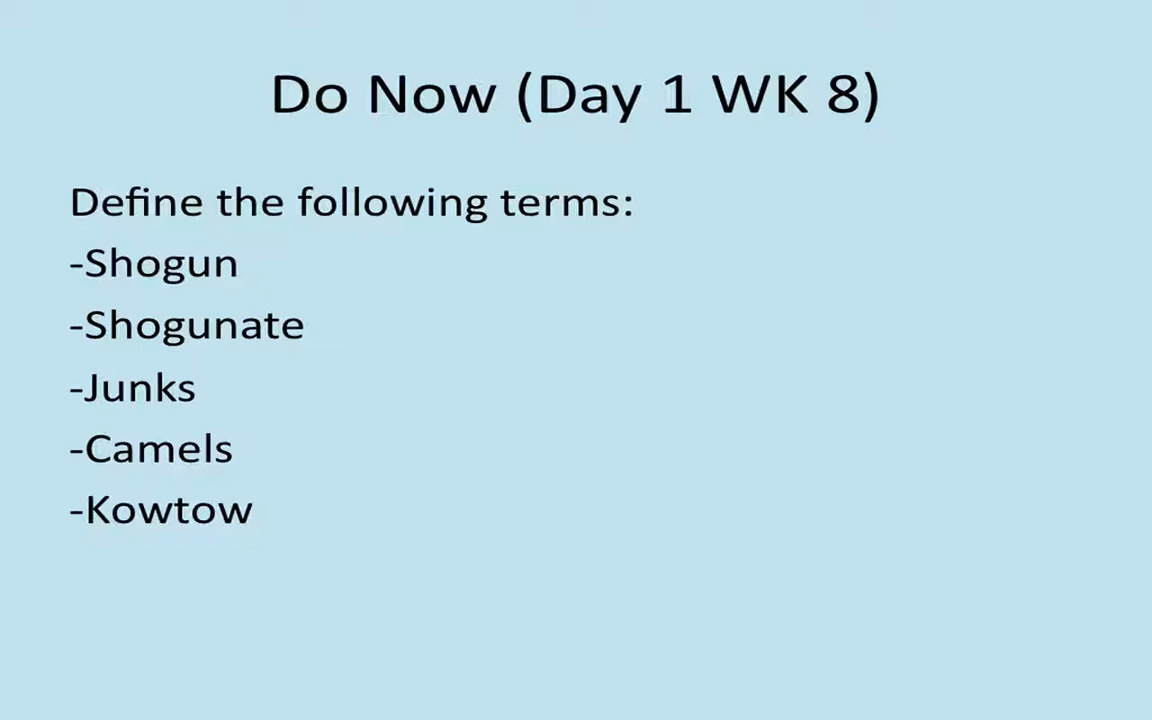 Do Now (Day 1 WK 8)
Define the following terms:
-Shogun
-Shogunate
-Junks
-Camels
-Kowtow